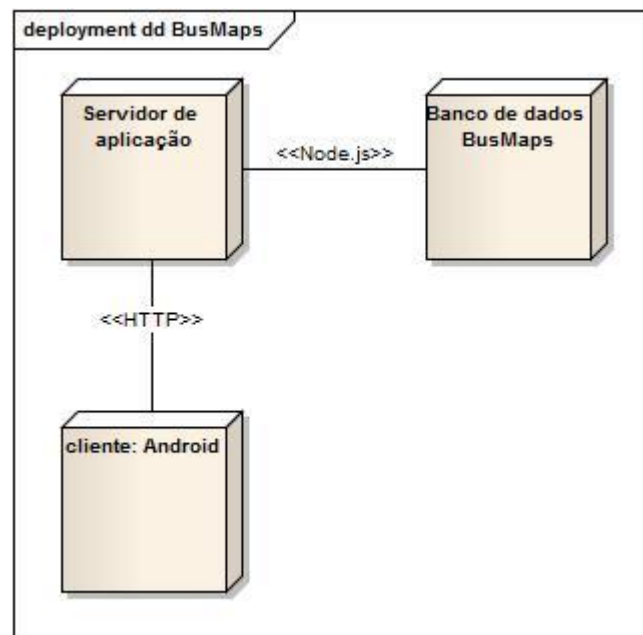 deployment dd BusMaps
Servidor de
aplicação
<<Node.js>>
Banco de dados
BusMaps
<<HTTP>>
cliente: Android